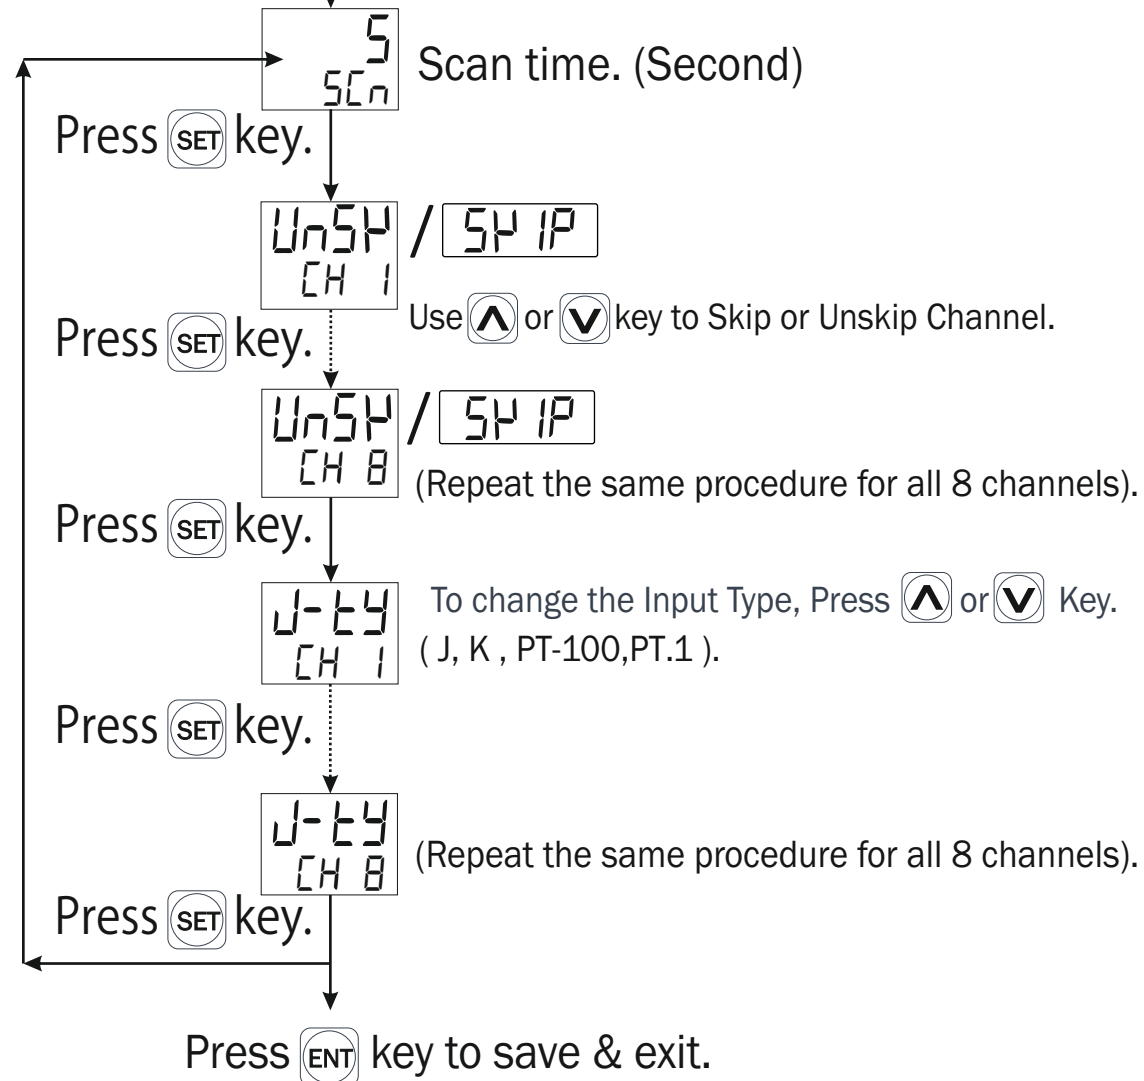 5
SCn
Scan time. (Second)
Press SET key.
UnSK / SKIP
CH 1
Use ∧ or ∨ key to Skip or Unskip Channel.
Press SET key.
UnSK / SKIP
CH 8
(Repeat the same procedure for all 8 channels).
Press SET key.
J-ty
CH 1
To change the Input Type, Press ∧ or ∨ Key.
( J, K , PT-100,PT.1 ).
Press SET key.
J-ty
CH 8
(Repeat the same procedure for all 8 channels).
Press SET key.
Press ENT key to save & exit.